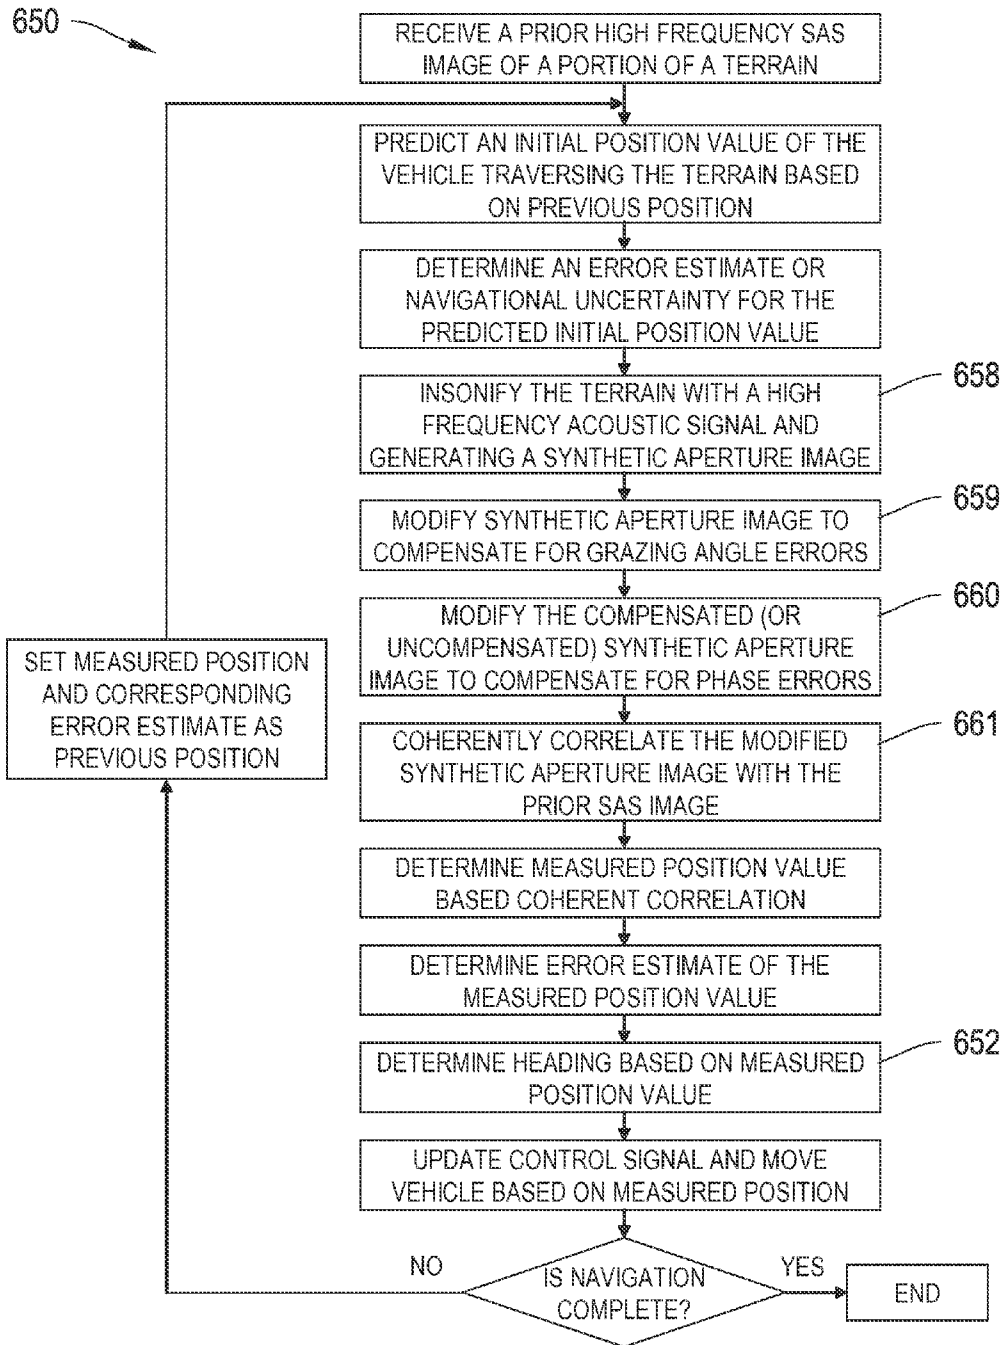 650
RECEIVE A PRIOR HIGH FREQUENCY SAS
IMAGE OF A PORTION OF A TERRAIN
PREDICT AN INITIAL POSITION VALUE OF THE
VEHICLE TRAVERSING THE TERRAIN BASED
ON PREVIOUS POSITION
DETERMINE AN ERROR ESTIMATE OR
NAVIGATIONAL UNCERTAINTY FOR THE
PREDICTED INITIAL POSITION VALUE
658
INSONIFY THE TERRAIN WITH A HIGH
FREQUENCY ACOUSTIC SIGNAL AND
GENERATING A SYNTHETIC APERTURE IMAGE
659
MODIFY SYNTHETIC APERTURE IMAGE TO
COMPENSATE FOR GRAZING ANGLE ERRORS
660
MODIFY THE COMPENSATED (OR
UNCOMPENSATED) SYNTHETIC APERTURE
IMAGE TO COMPENSATE FOR PHASE ERRORS
SET MEASURED POSITION
AND CORRESPONDING
ERROR ESTIMATE AS
PREVIOUS POSITION
661
COHERENTLY CORRELATE THE MODIFIED
SYNTHETIC APERTURE IMAGE WITH THE
PRIOR SAS IMAGE
DETERMINE MEASURED POSITION VALUE
BASED COHERENT CORRELATION
DETERMINE ERROR ESTIMATE OF THE
MEASURED POSITION VALUE
652
DETERMINE HEADING BASED ON MEASURED
POSITION VALUE
UPDATE CONTROL SIGNAL AND MOVE
VEHICLE BASED ON MEASURED POSITION
NO
IS NAVIGATION
COMPLETE?
YES
END